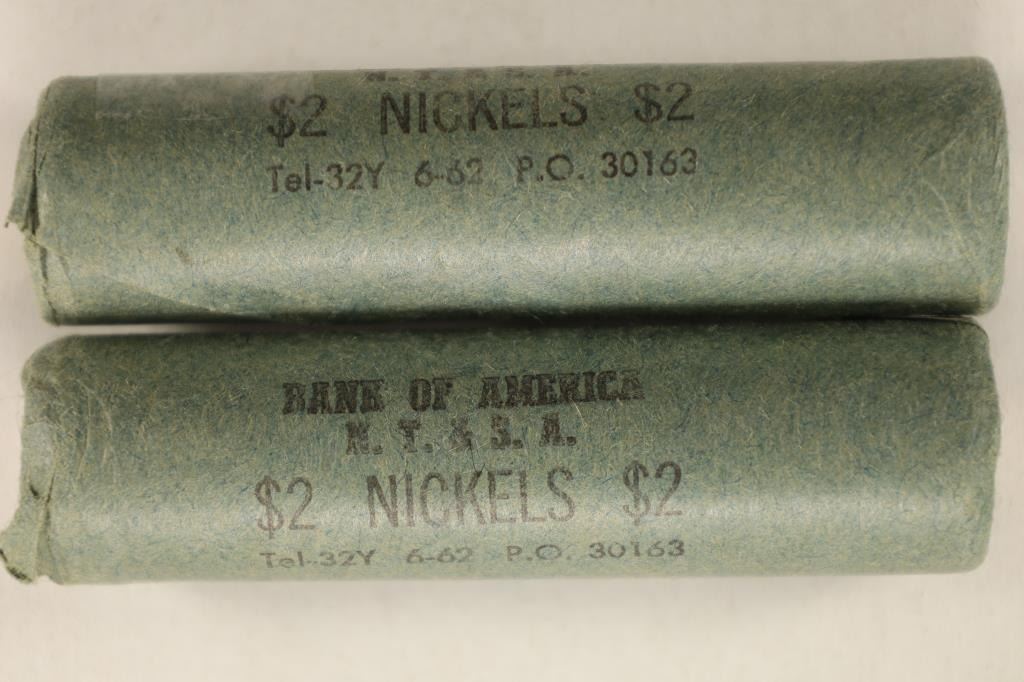 N. T. & S. A.
$2 NICKELS $2
Tel-32Y 6-62 P.O. 30163
BANK OF AMERICA
N. T. & S. A.
$2 NICKELS $2
Tel-32Y 6-62 P.O. 30163